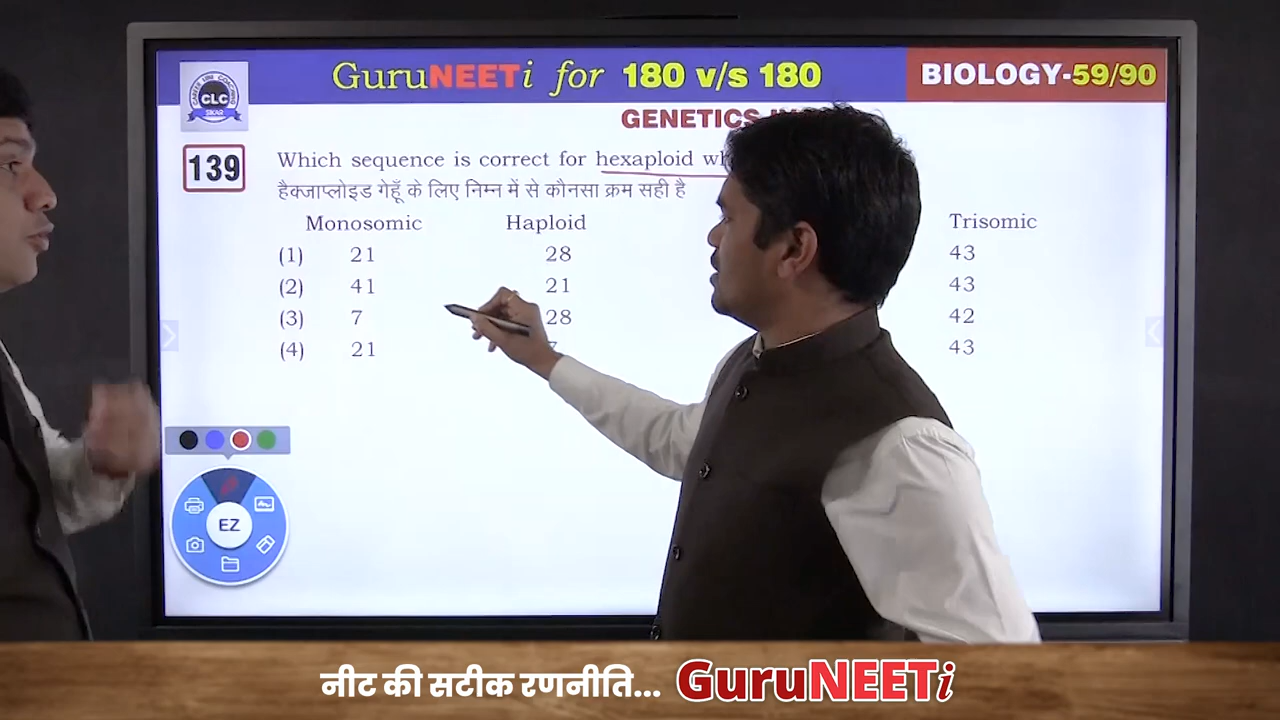 GuruNEETi for 180 v/s 180
BIOLOGY-59/90
CLC
SIKAR
GENETICS
139
Which sequence is correct for hexaploid
हैक्जाप्लोइड गेहूँ के लिए निम्न में से कौनसा क्रम सही है
Monosomic Haploid Trisomic
(1) 21 28 43
(2) 41 21 43
(3) 7 28 42
(4) 21 7 43
EZ
नीट की सटीक रणनीति... GuruNEETi